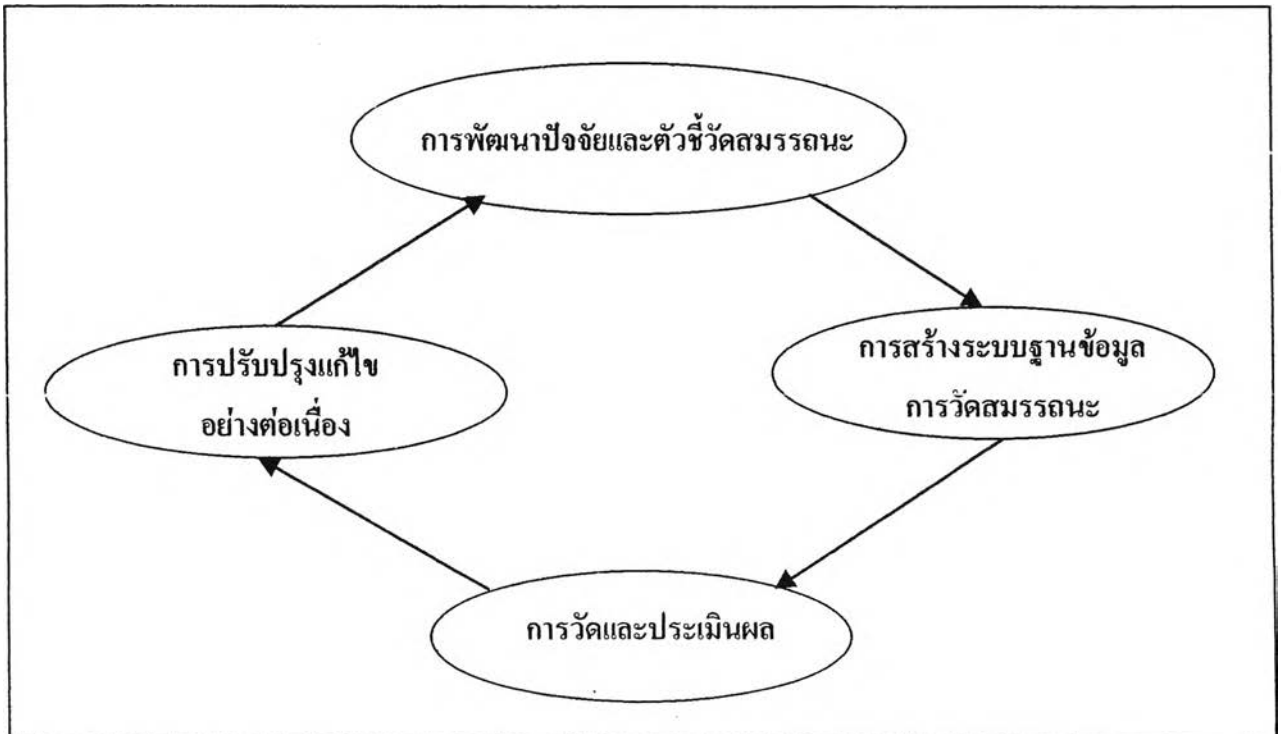 การพัฒนาปัจจัยและตัวชี้วัดสมรรถนะ
การสร้างระบบฐานข้อมูล
การวัดสมรรถนะ
การปรับปรุงแก้ไข
อย่างต่อเนื่อง
การวัดและประเมินผล